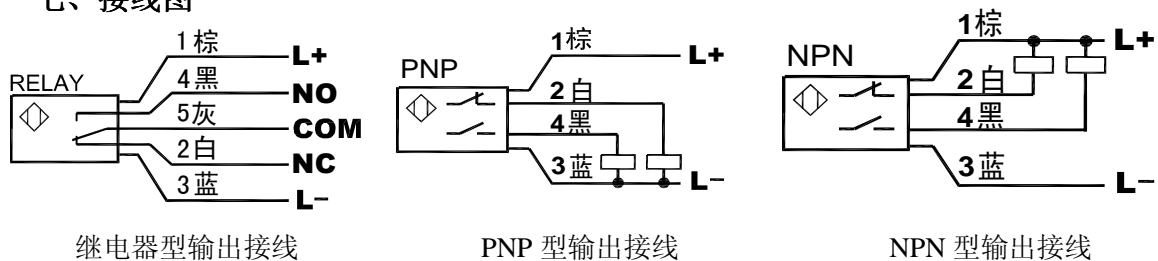 七、接线图
RELAY
1棕 L+
4黑 NO
5灰 COM
2白 NC
3蓝 L-
继电器型输出接线
PNP
1棕 L+
2白
4黑
3蓝 L-
PNP 型输出接线
NPN
1棕 L+
2白
4黑
3蓝 L-
NPN 型输出接线